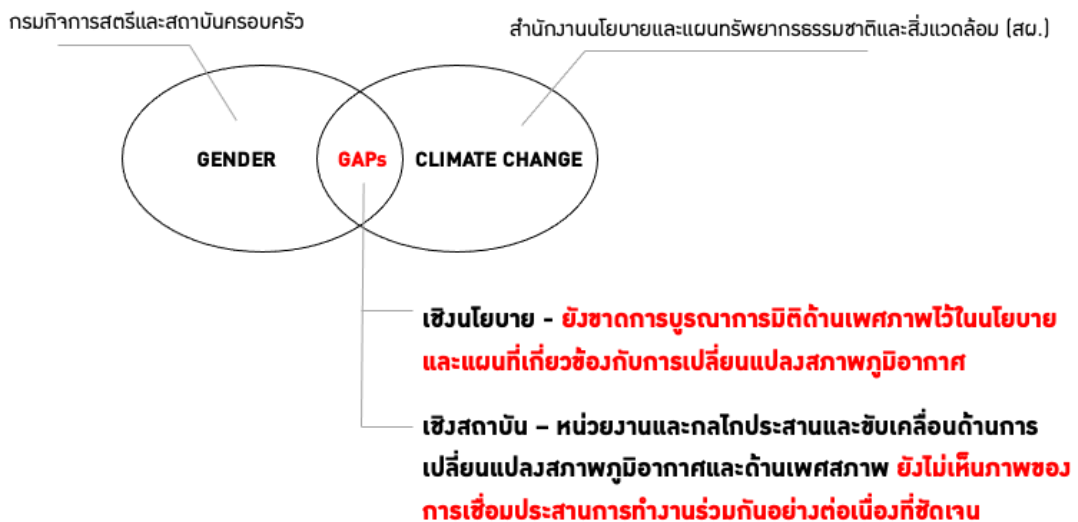 กรมกิจการสตรีและสถาบันครอบครัว
สำนักงานนโยบายและแผนทรัพยากรธรรมชาติและสิ่งแวดล้อม (สผ.)
GENDER
GAPs
CLIMATE CHANGE
เชิงนโยบาย - ยังขาดการบูรณาการมิติด้านเพศภาพไว้ในนโยบาย
และแผนที่เกี่ยวข้องกับการเปลี่ยนแปลงสภาพภูมิอากาศ
เชิงสถาบัน – หน่วยงานและกลไกประสานและขับเคลื่อนด้านการ
เปลี่ยนแปลงสภาพภูมิอากาศและด้านเพศสภาพ ยังไม่เห็นภาพของ
การเชื่อมประสานการทำงานร่วมกันอย่างต่อเนื่องที่ชัดเจน